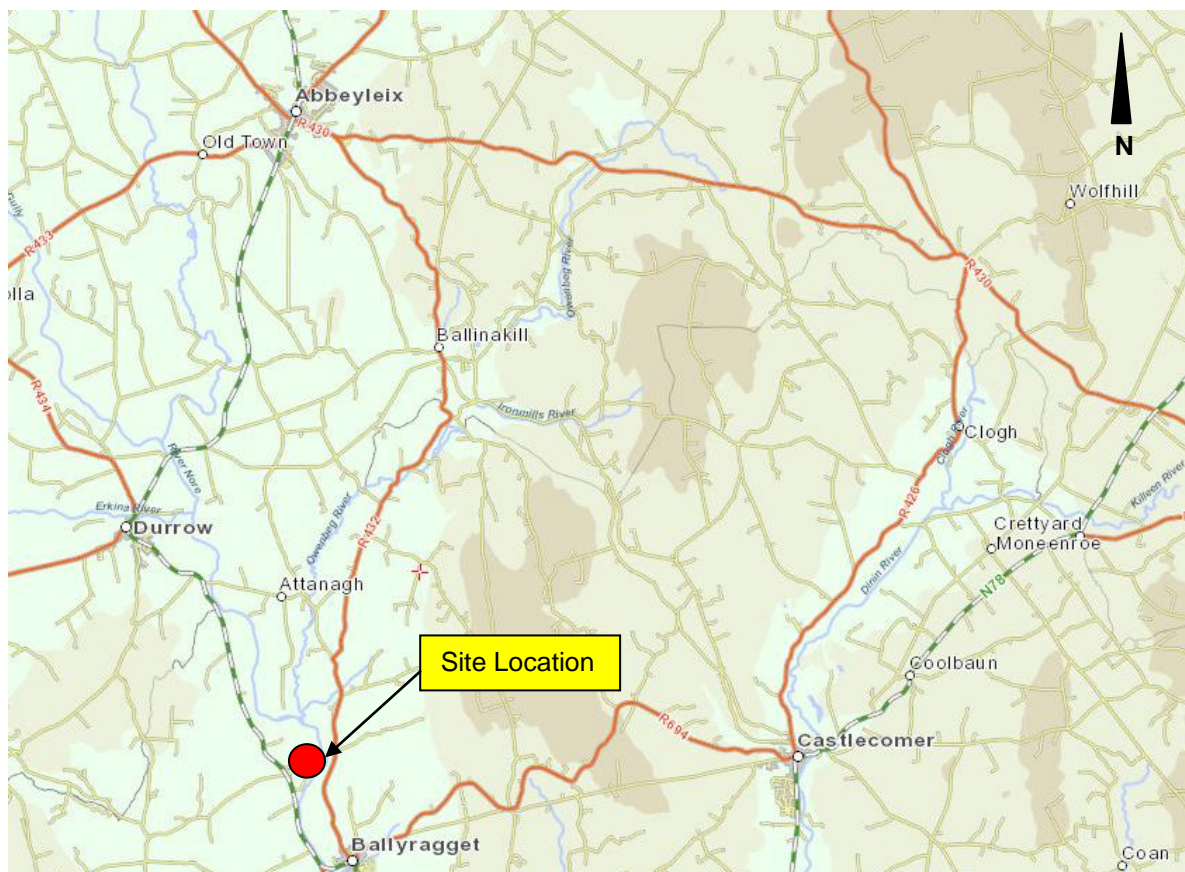 Abbeyleix
R430
Old Town
N
Wolfhill
Gully
R433
Owenbeg River
R430
olla
Ballinakill
R434
Ironmills River
Clogh River
Clogh
River Nore
R426
Killeen River
Erkina River
Durrow
Owenbeg River
R432
Crettyard
Moneenroe
Dinin River
N78
Attanagh
Site Location
Coolbaun
R694
Castlecomer
Ballyragget
Coan